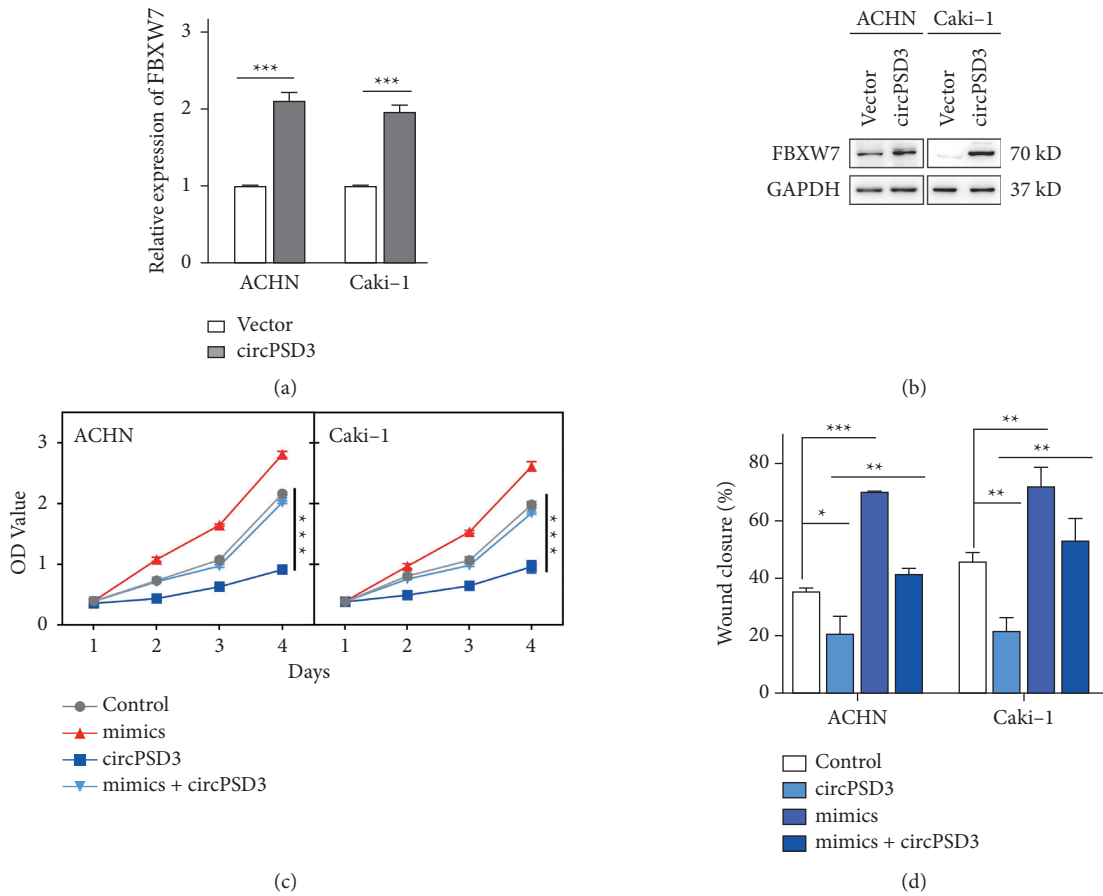 Relative expression of FBXW7
3
2
1
0
***
***
ACHN
Caki–1
Vector
circPSD3
(a)
ACHN
Caki–1
Vector
circPSD3
Vector
circPSD3
FBXW7
70 kD
GAPDH
37 kD
(b)
OD Value
3
2
1
0
ACHN
Caki–1
***
***
1
2
3
4
1
2
3
4
Days
Control
mimics
circPSD3
mimics + circPSD3
(c)
Wound closure (%)
80
60
40
20
0
***
**
*
**
**
**
ACHN
Caki–1
Control
circPSD3
mimics
mimics + circPSD3
(d)